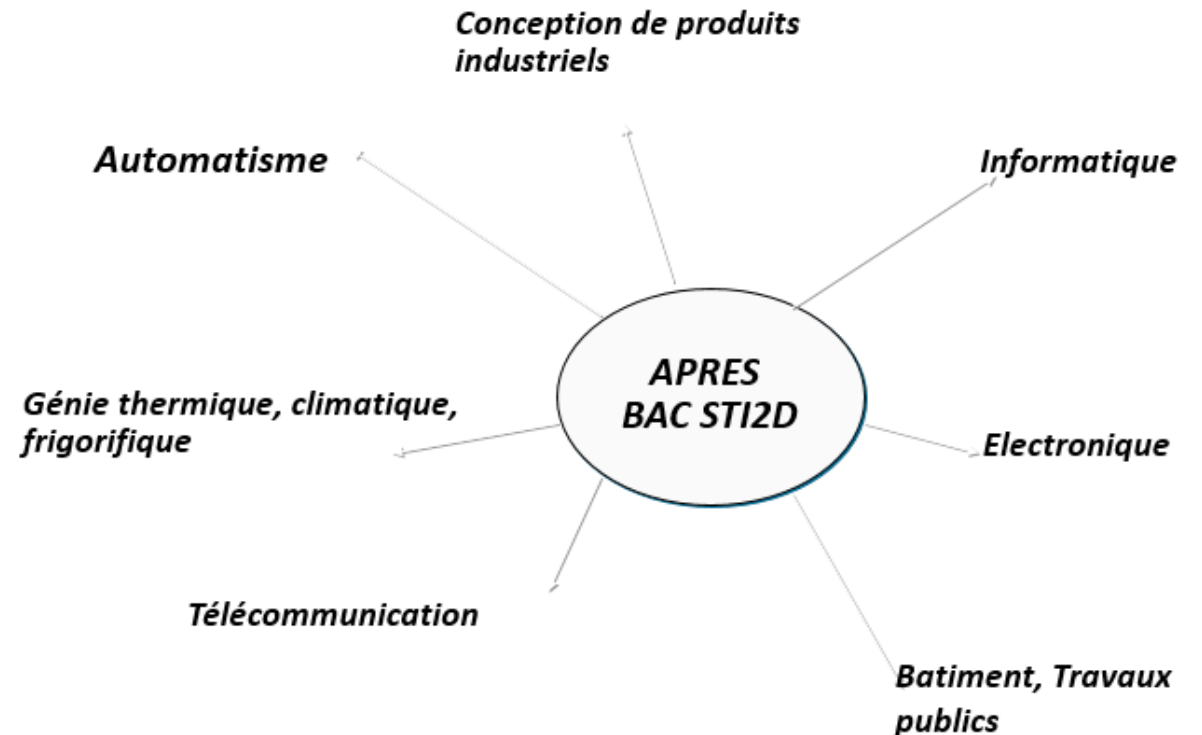 Conception de produits
industriels
Automatisme
Informatique
APRES
BAC STI2D
Génie thermique, climatique,
frigorifique
Electronique
Télécommunication
Batiment, Travaux
publics